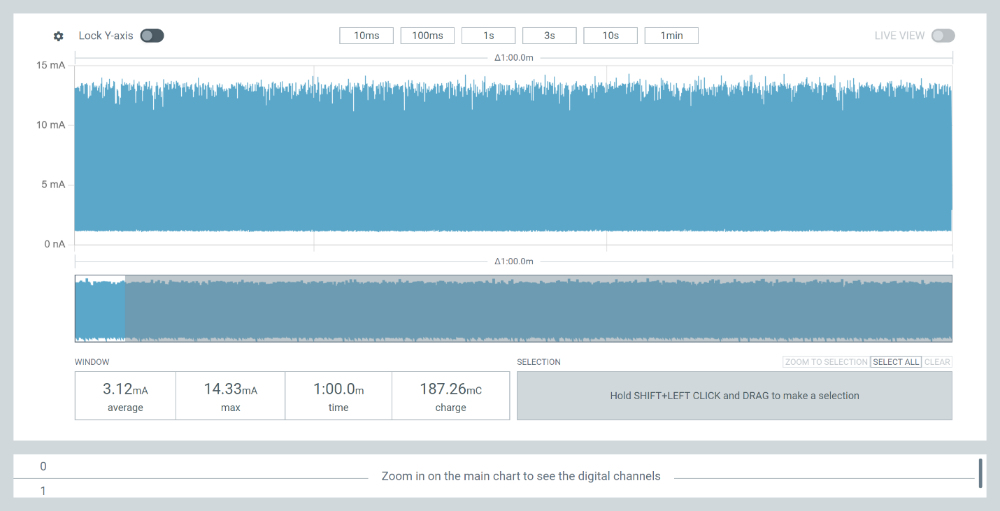 Lock Y-axis 10ms 100ms 1s 3s 10s 1min LIVE VIEW
Δ1:00.0m
15 mA
10 mA
5 mA
0 nA
Δ1:00.0m
WINDOW SELECTION ZOOM TO SELECTION SELECT ALL CLEAR
3.12mA 14.33mA 1:00.0m 187.26mC
average max time charge
Hold SHIFT+LEFT CLICK and DRAG to make a selection
0
Zoom in on the main chart to see the digital channels
1